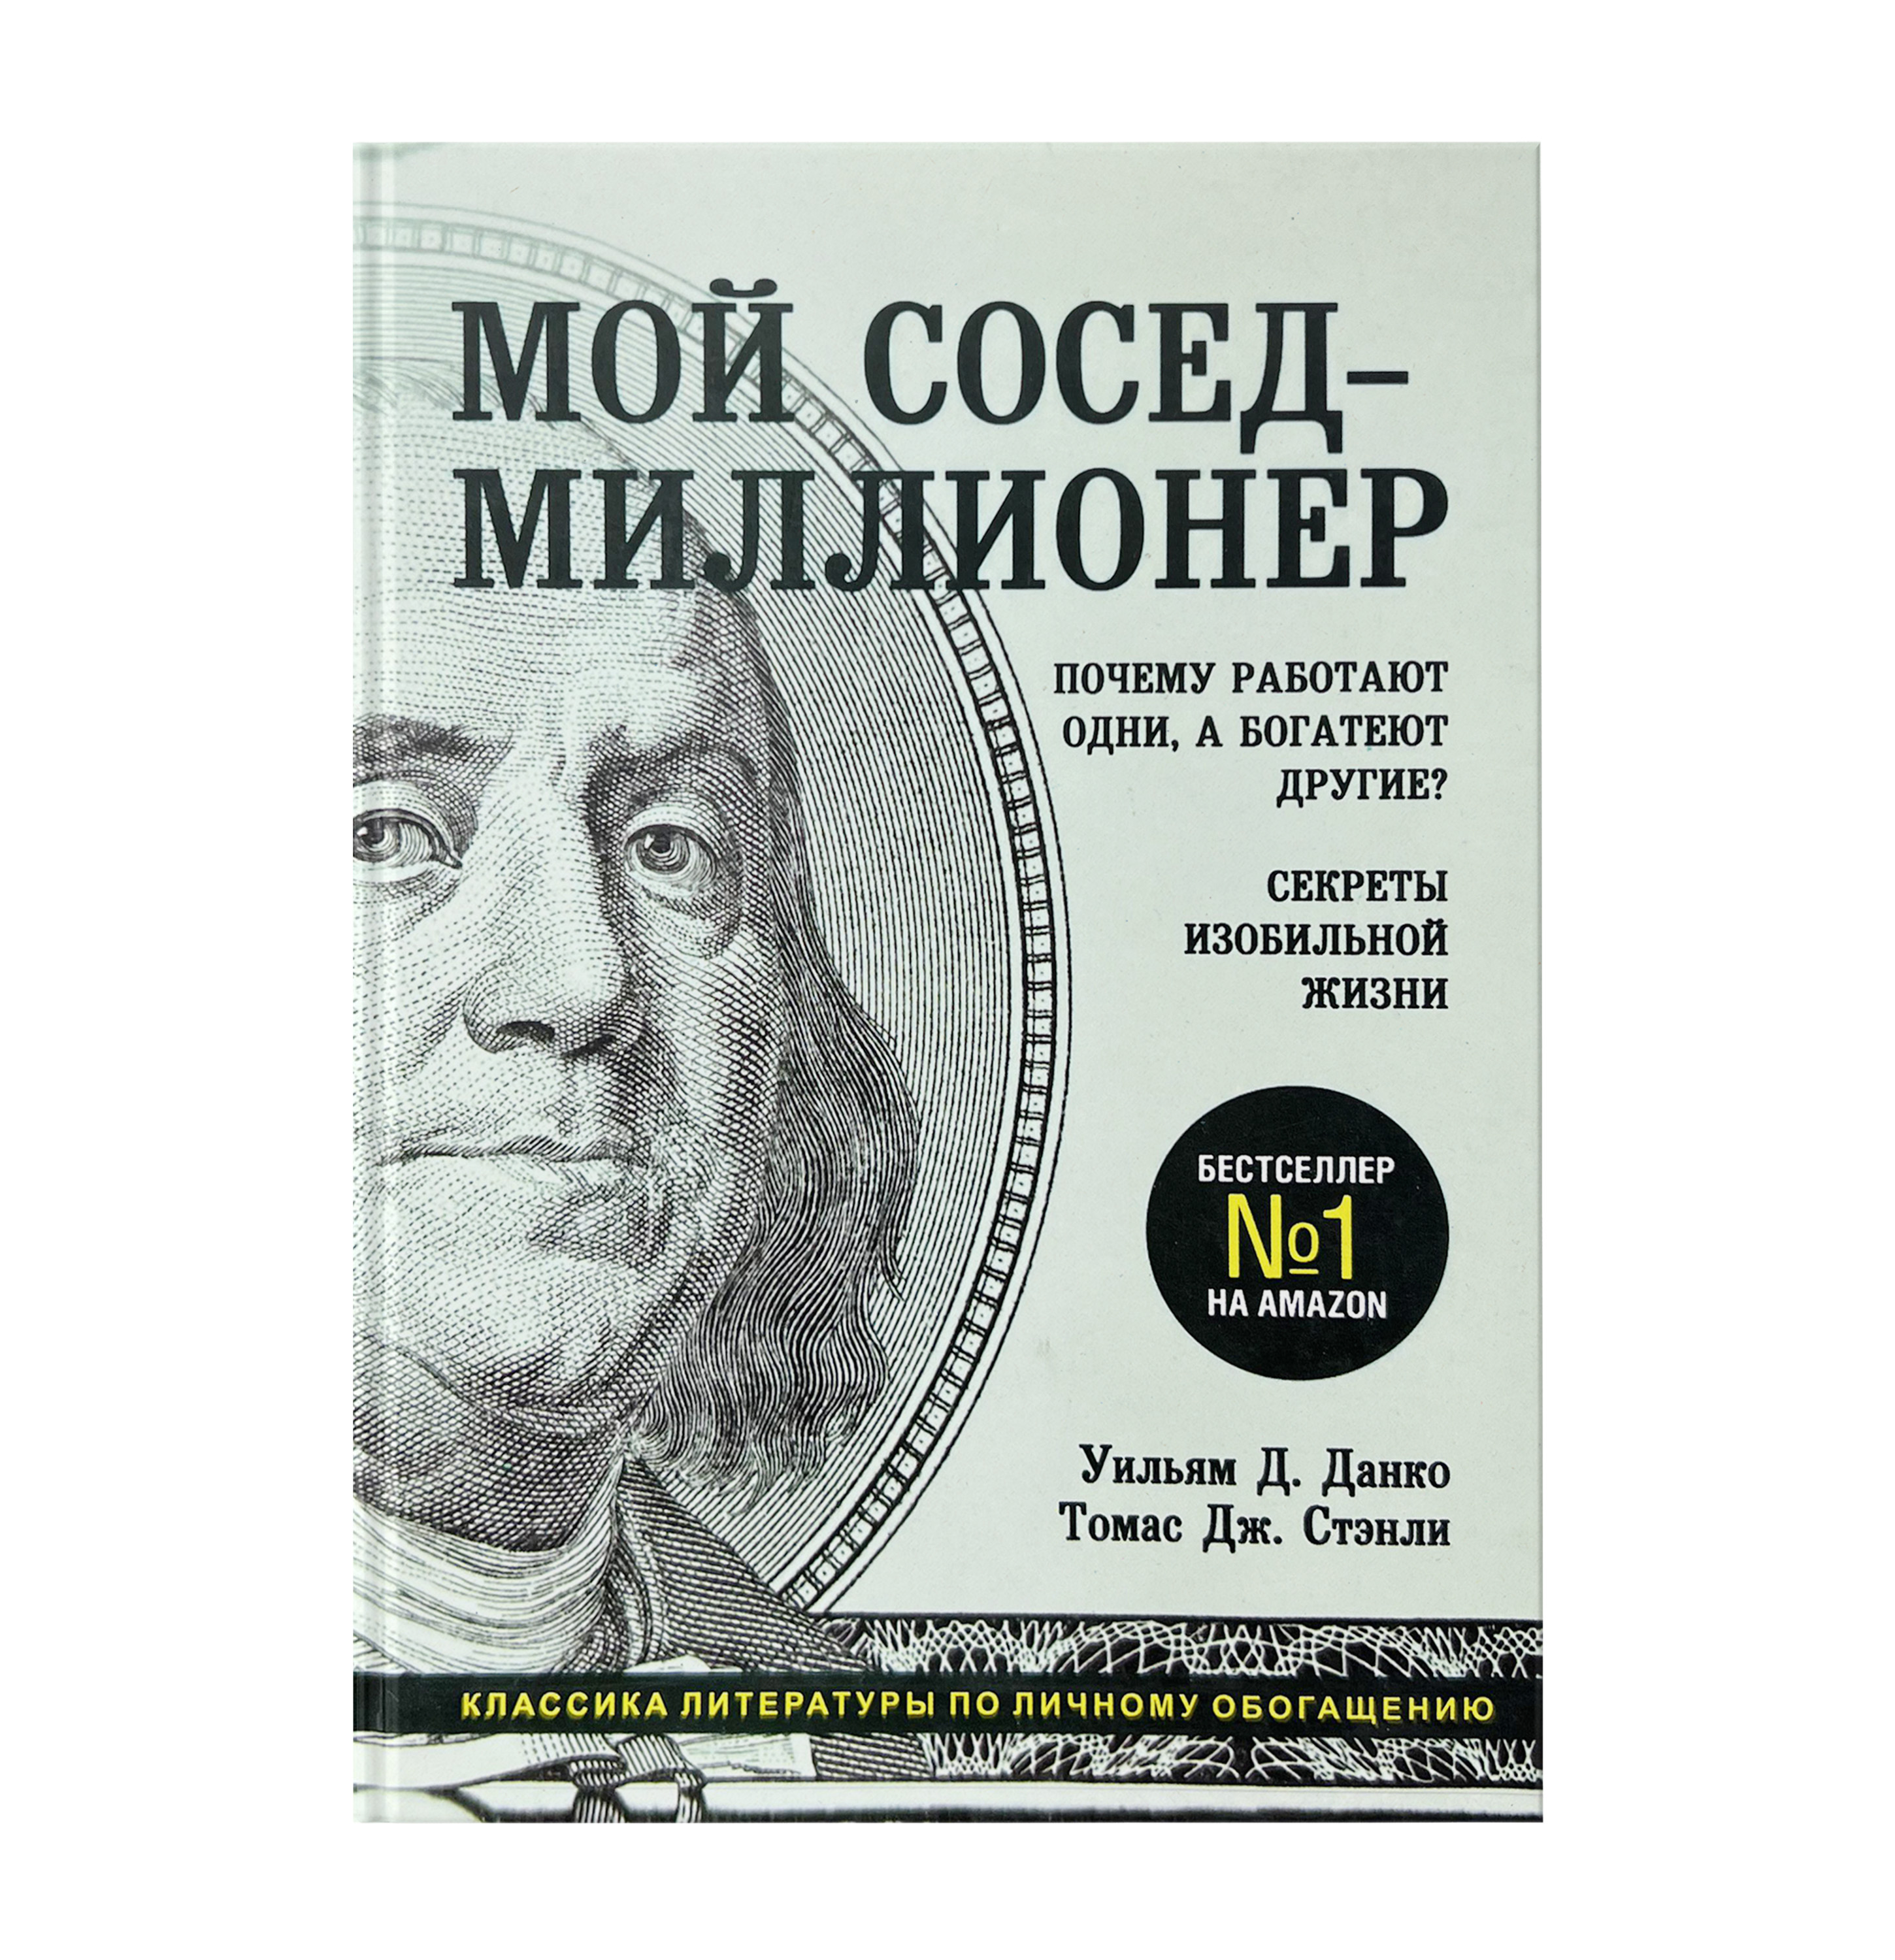 МОЙ СОСЕД–
МИЛЛИОНЕР
ПОЧЕМУ РАБОТАЮТ
ОДНИ, А БОГАТЕЮТ
ДРУГИЕ?
СЕКРЕТЫ
ИЗОБИЛЬНОЙ
ЖИЗНИ
БЕСТСЕЛЛЕР
№1
НА AMAZON
Уильям Д. Данко
Томас Дж. Стэнли
КЛАССИКА ЛИТЕРАТУРЫ ПО ЛИЧНОМУ ОБОГАЩЕНИЮ